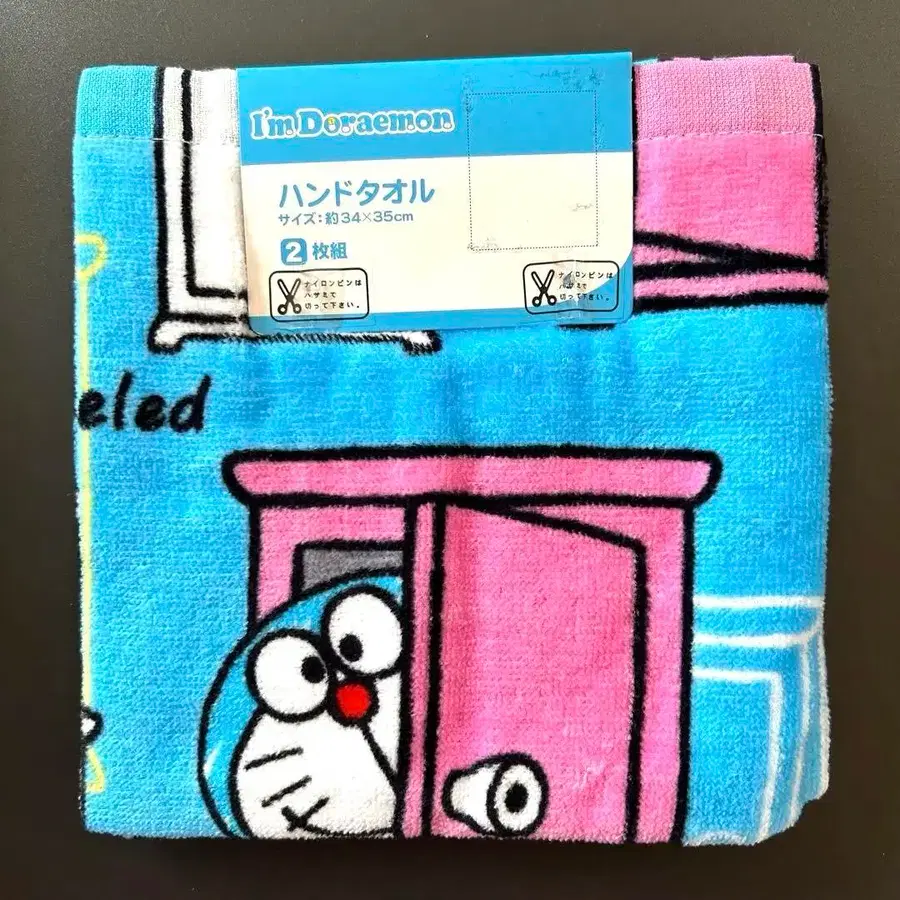 I'm Doraemon
ハンドタオル
サイズ:約34×35cm
2枚組
ナイロンピンは
ハサミで
切って下さい。
ナイロンピンは
ハサミで
切って下さい。
eled